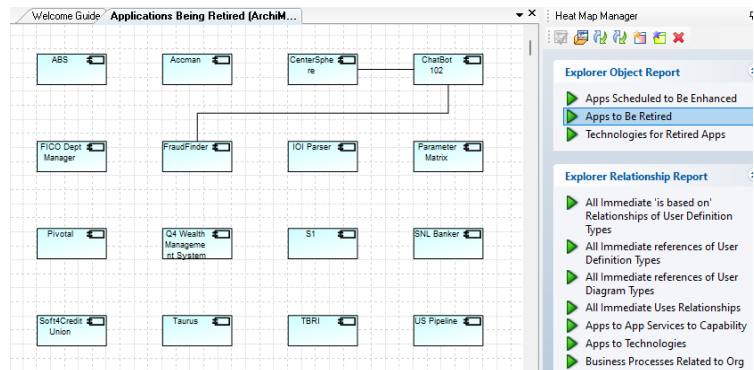 Welcome Guide
Applications Being Retired (ArchiM...
Heat Map Manager
ABS
Accman
CenterSphe
re
ChatBot
102
FICO Dept
Manager
FraudFinder
IOI Parser
Parameter
Matrix
Pivotal
Q4 Wealth
Manageme
nt System
S1
SNL Banker
Soft4Credit
Union
Taurus
TBRI
US Pipeline
Explorer Object Report
Apps Scheduled to Be Enhanced
Apps to Be Retired
Technologies for Retired Apps
Explorer Relationship Report
All Immediate 'is based on'
Relationships of User Definition
Types
All Immediate references of User
Definition Types
All Immediate references of User
Diagram Types
All Immediate Uses Relationships
Apps to App Services to Capability
Apps to Technologies
Business Processes Related to Org